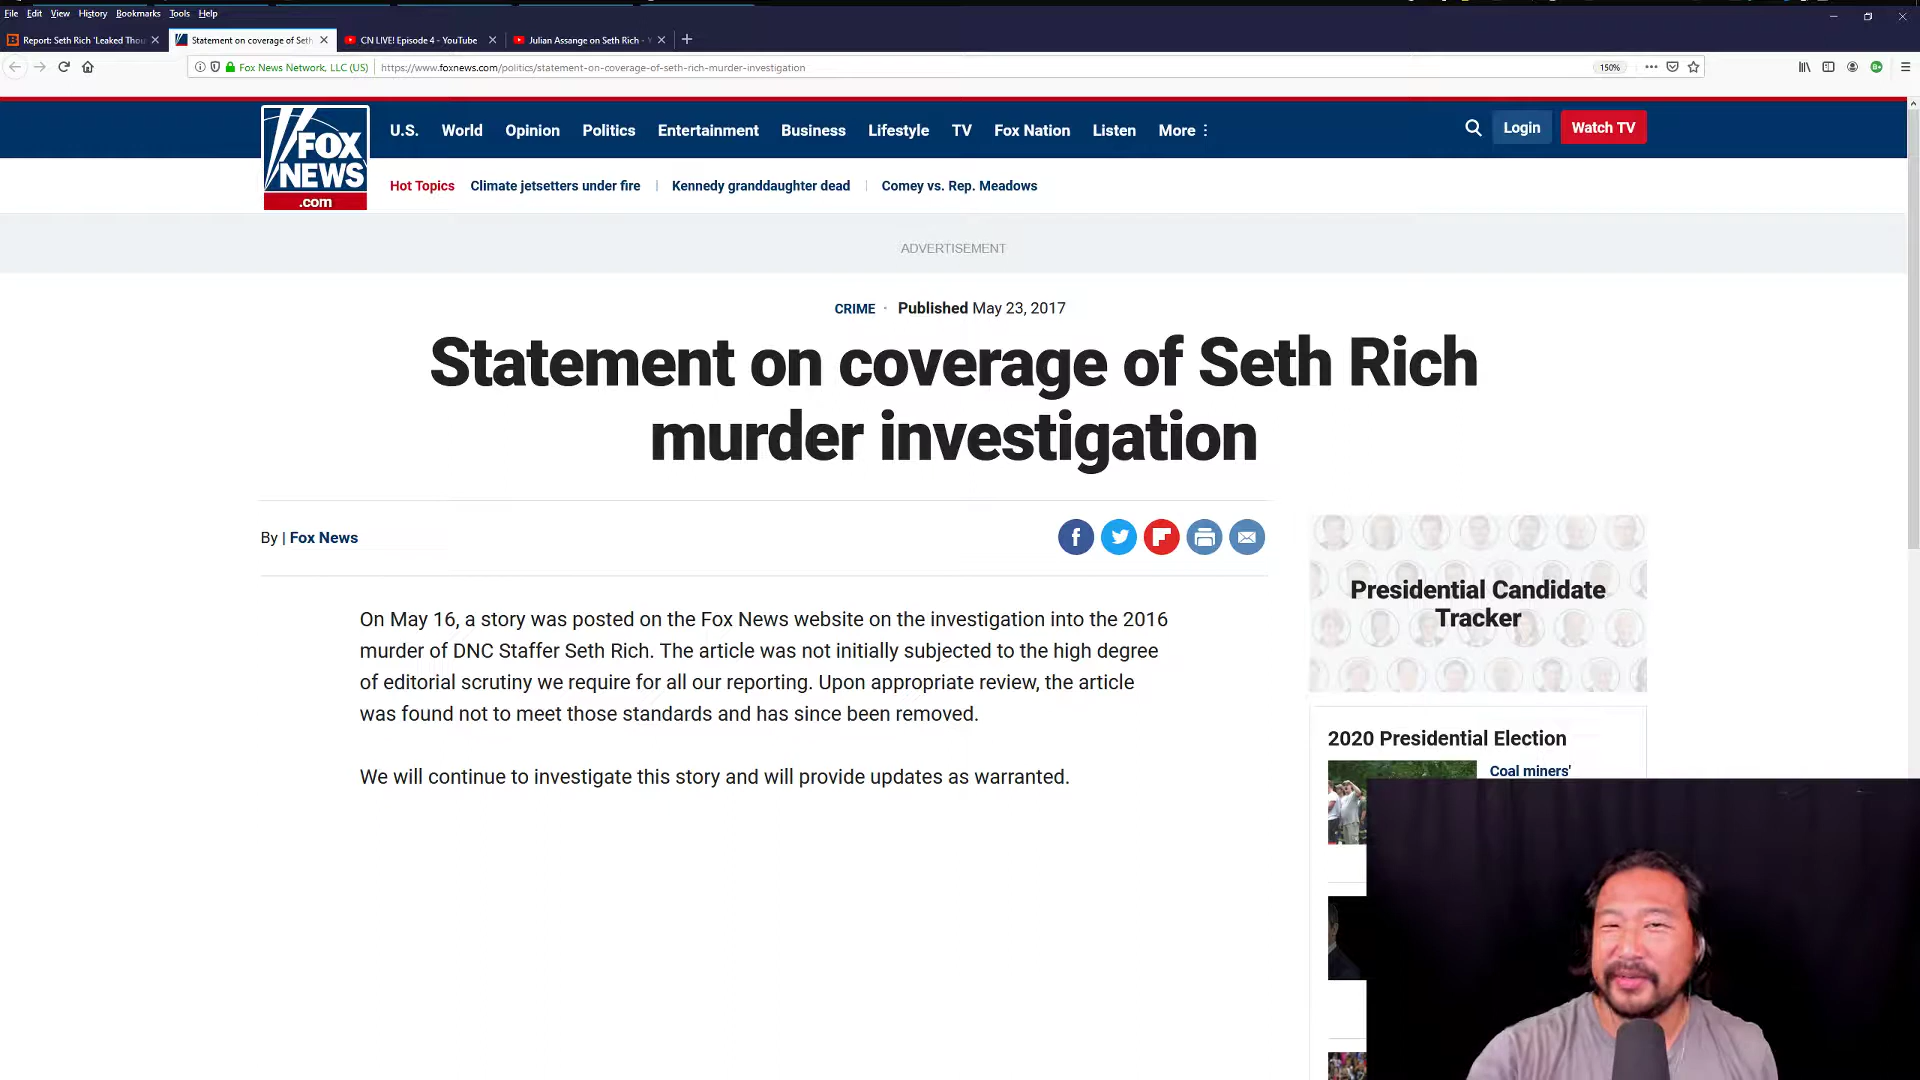 File Edit View History Bookmarks Tools Help
Report: Seth Rich 'Leaked Thou
Statement on coverage of Seth
CN LIVE! Episode 4 - YouTube
Julian Assange on Seth Rich - Y
Fox News Network, LLC (US)
https://www.foxnews.com/politics/statement-on-coverage-of-seth-rich-murder-investigation
150%
FOX
NEWS
.com
U.S. World Opinion Politics Entertainment Business Lifestyle TV Fox Nation Listen More
Login
Watch TV
Hot Topics Climate jetsetters under fire Kennedy granddaughter dead Comey vs. Rep. Meadows
ADVERTISEMENT
CRIME · Published May 23, 2017
Statement on coverage of Seth Rich
murder investigation
By | Fox News
On May 16, a story was posted on the Fox News website on the investigation into the 2016
murder of DNC Staffer Seth Rich. The article was not initially subjected to the high degree
of editorial scrutiny we require for all our reporting. Upon appropriate review, the article
was found not to meet those standards and has since been removed.
We will continue to investigate this story and will provide updates as warranted.
Presidential Candidate
Tracker
2020 Presidential Election
Coal miners'